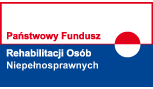 Państwowy Fundusz
Rehabilitacji Osób
Niepełnosprawnych